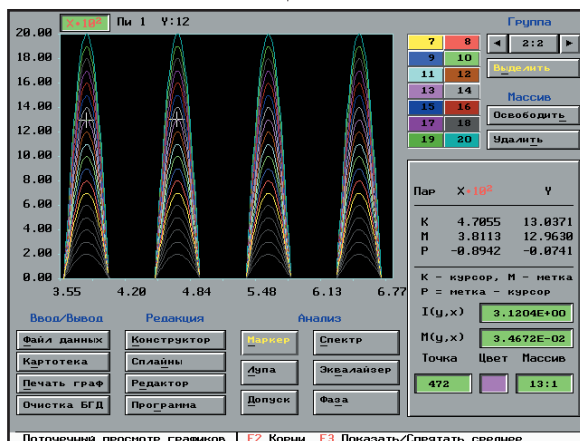 X*10² Пи 1 Y:12
20.00
18.00
16.00
14.00
12.00
10.00
8.00
6.00
4.00
2.00
0.00
3.55 4.20 4.84 5.48 6.13 6.77
Группа
7 8
9 10
11 12
13 14
15 16
17 18
19 20
2:2
Выделить
Массив
Освободить
Удалить
Пар X*10² Y
К 4.7055 13.0371
М 3.8113 12.9630
Р -0.8942 -0.0741
К - курсор, М - метка
Р = метка - курсор
I(y,x) 3.1204E+00
M(y,x) 3.4672E-02
Точка Цвет Массив
472 13:1
Ввод/Вывод Редакция Анализ
Файл данных Конструктор Маркер Спектр
Картотека Сплайны Лупа Эквалайзер
Печать граф Редактор Допуск Фаза
Очистка БГД Программа
Поточечный просмотр графиков F2 Корни F3 Показать/Спрятать среднее